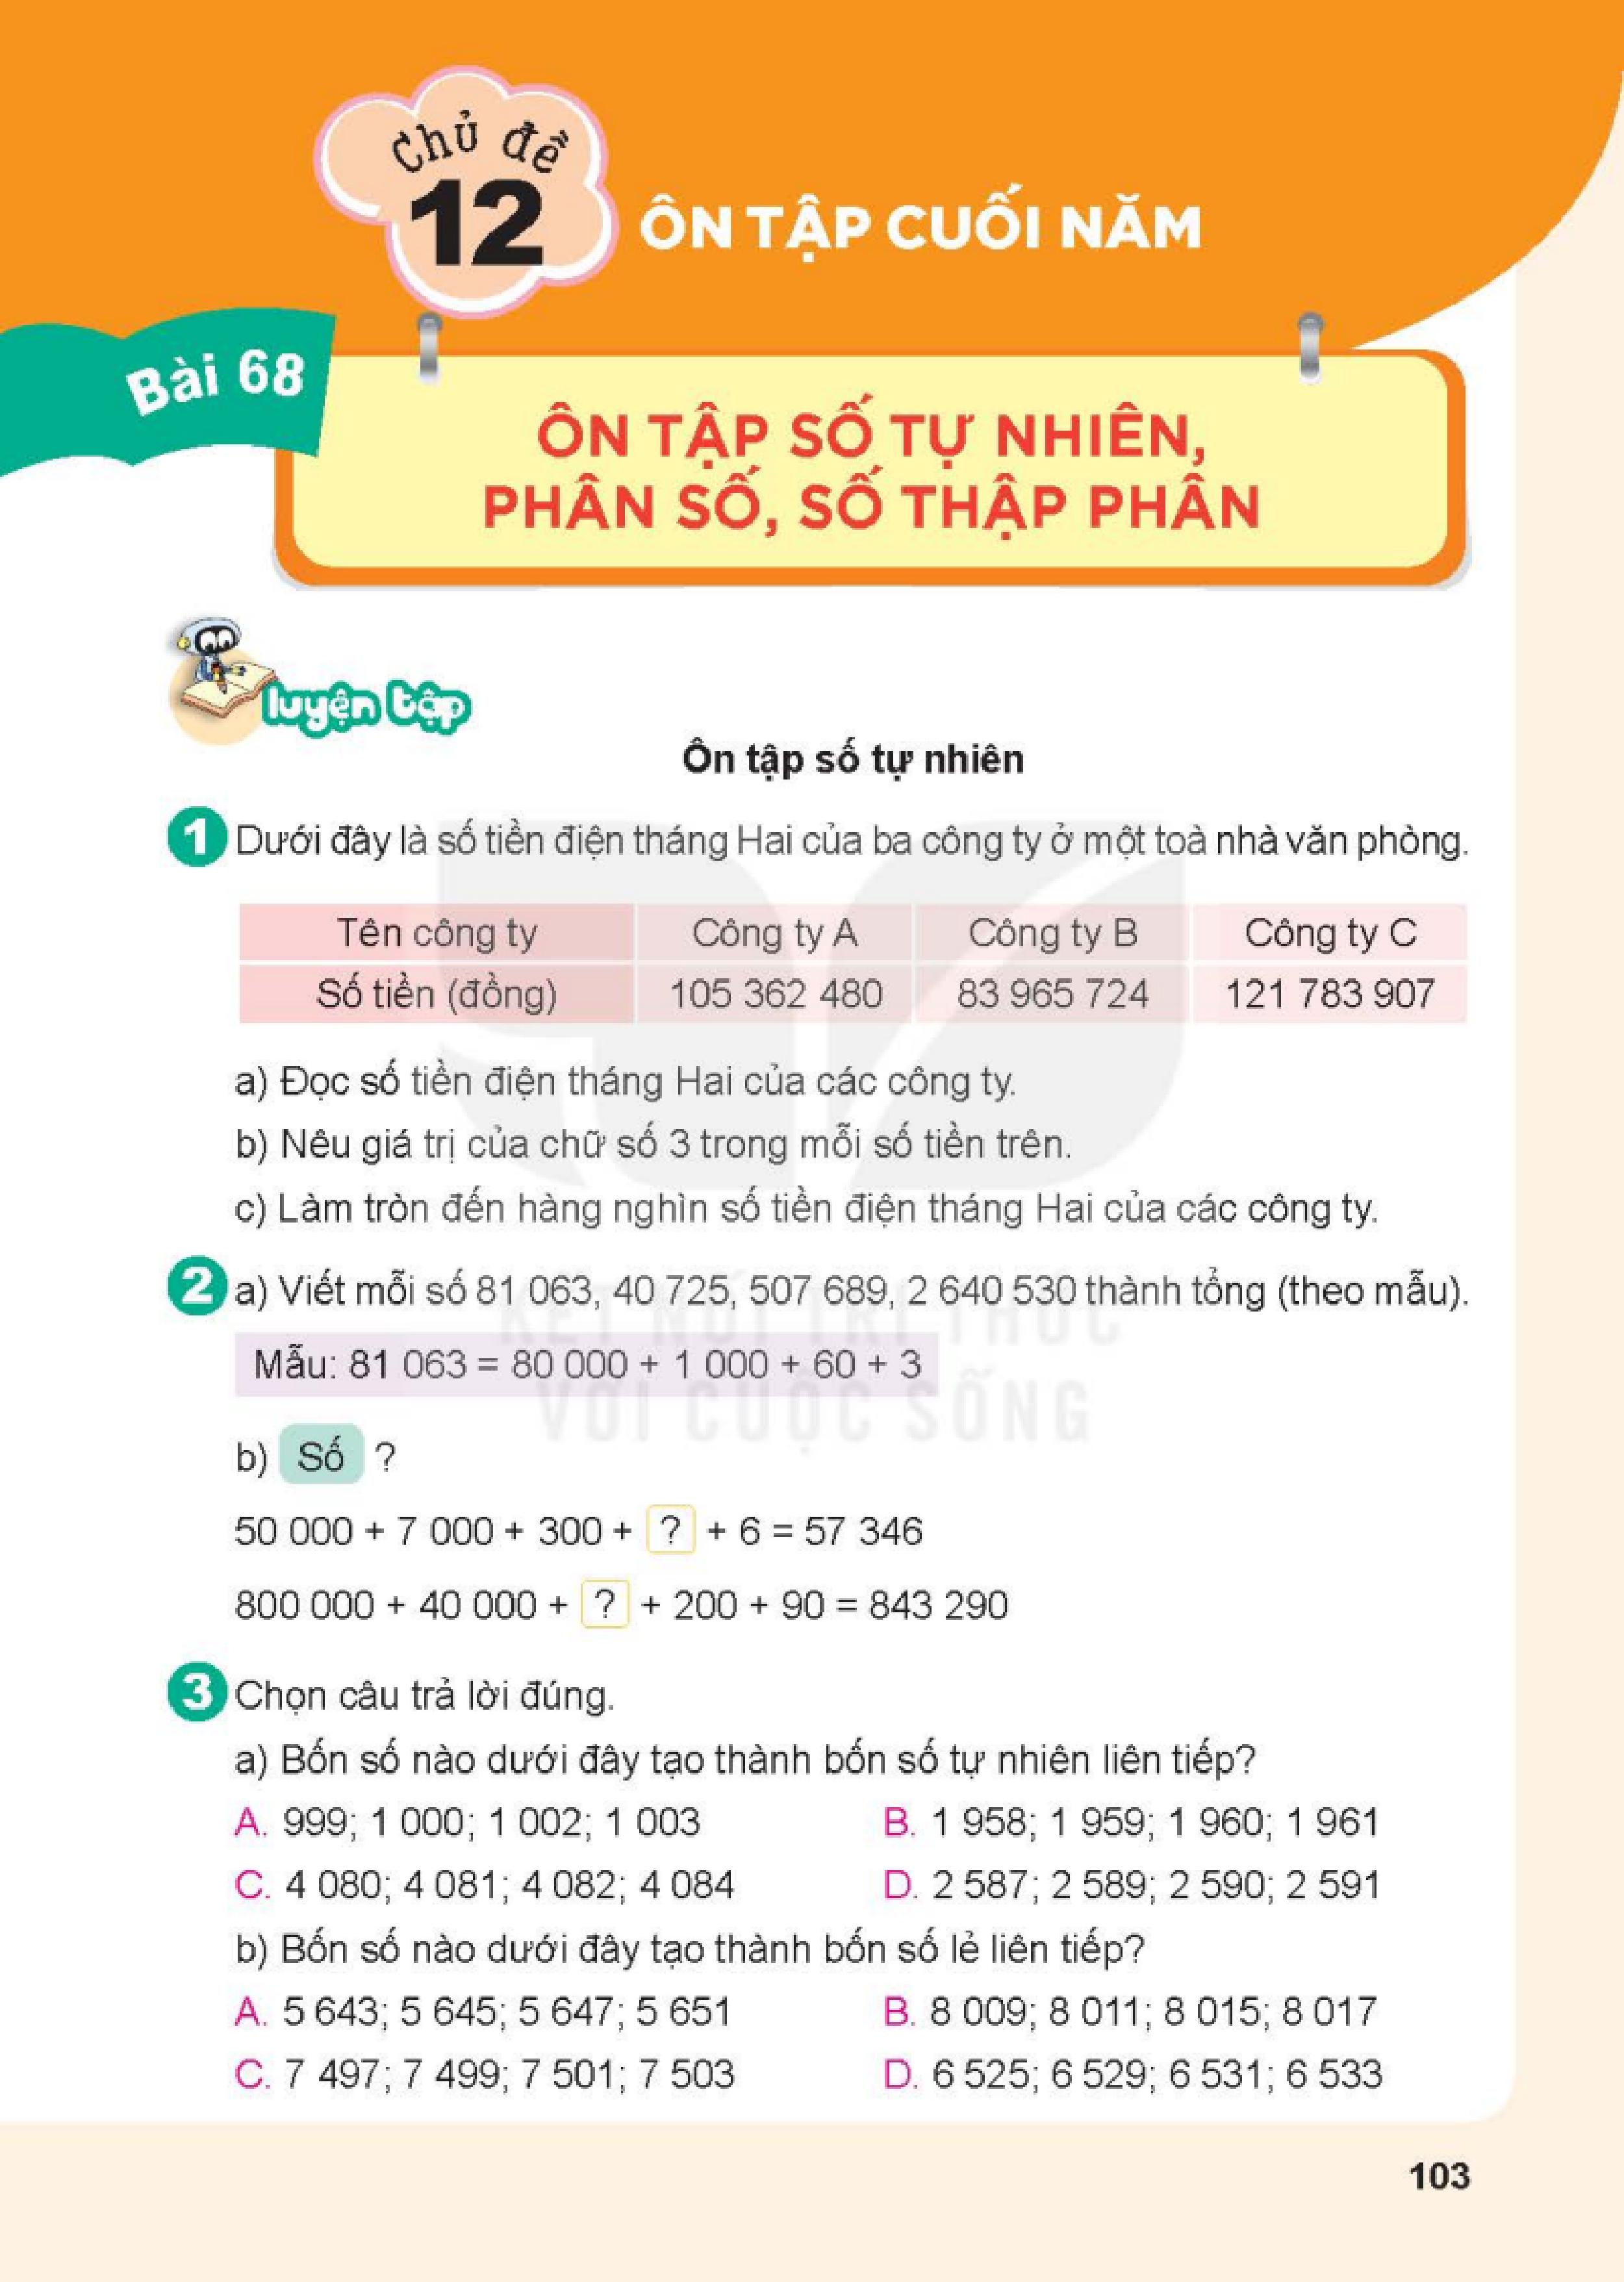 Chủ đề
12
ÔN TẬP CUỐI NĂM
Bài 68
ÔN TẬP SỐ TỰ NHIÊN,
PHÂN SỐ, SỐ THẬP PHÂN
luyện tập
Ôn tập số tự nhiên
1 Dưới đây là số tiền điện tháng Hai của ba công ty ở một toà nhà văn phòng.
Tên công ty Công ty A Công ty B Công ty C
Số tiền (đồng) 105 362 480 83 965 724 121 783 907
a) Đọc số tiền điện tháng Hai của các công ty.
b) Nêu giá trị của chữ số 3 trong mỗi số tiền trên.
c) Làm tròn đến hàng nghìn số tiền điện tháng Hai của các công ty.
2 a) Viết mỗi số 81 063, 40 725, 507 689, 2 640 530 thành tổng (theo mẫu).
KẾT NỐI TRI THỨC
Mẫu: 81 063 = 80 000 + 1 000 + 60 + 3
VỚI CUỘC SỐNG
b) Số ?
50 000 + 7 000 + 300 + ? + 6 = 57 346
800 000 + 40 000 + ? + 200 + 90 = 843 290
3 Chọn câu trả lời đúng.
a) Bốn số nào dưới đây tạo thành bốn số tự nhiên liên tiếp?
A. 999; 1 000; 1 002; 1 003 B. 1 958; 1 959; 1 960; 1 961
C. 4 080; 4 081; 4 082; 4 084 D. 2 587; 2 589; 2 590; 2 591
b) Bốn số nào dưới đây tạo thành bốn số lẻ liên tiếp?
A. 5 643; 5 645; 5 647; 5 651 B. 8 009; 8 011; 8 015; 8 017
C. 7 497; 7 499; 7 501; 7 503 D. 6 525; 6 529; 6 531; 6 533
103